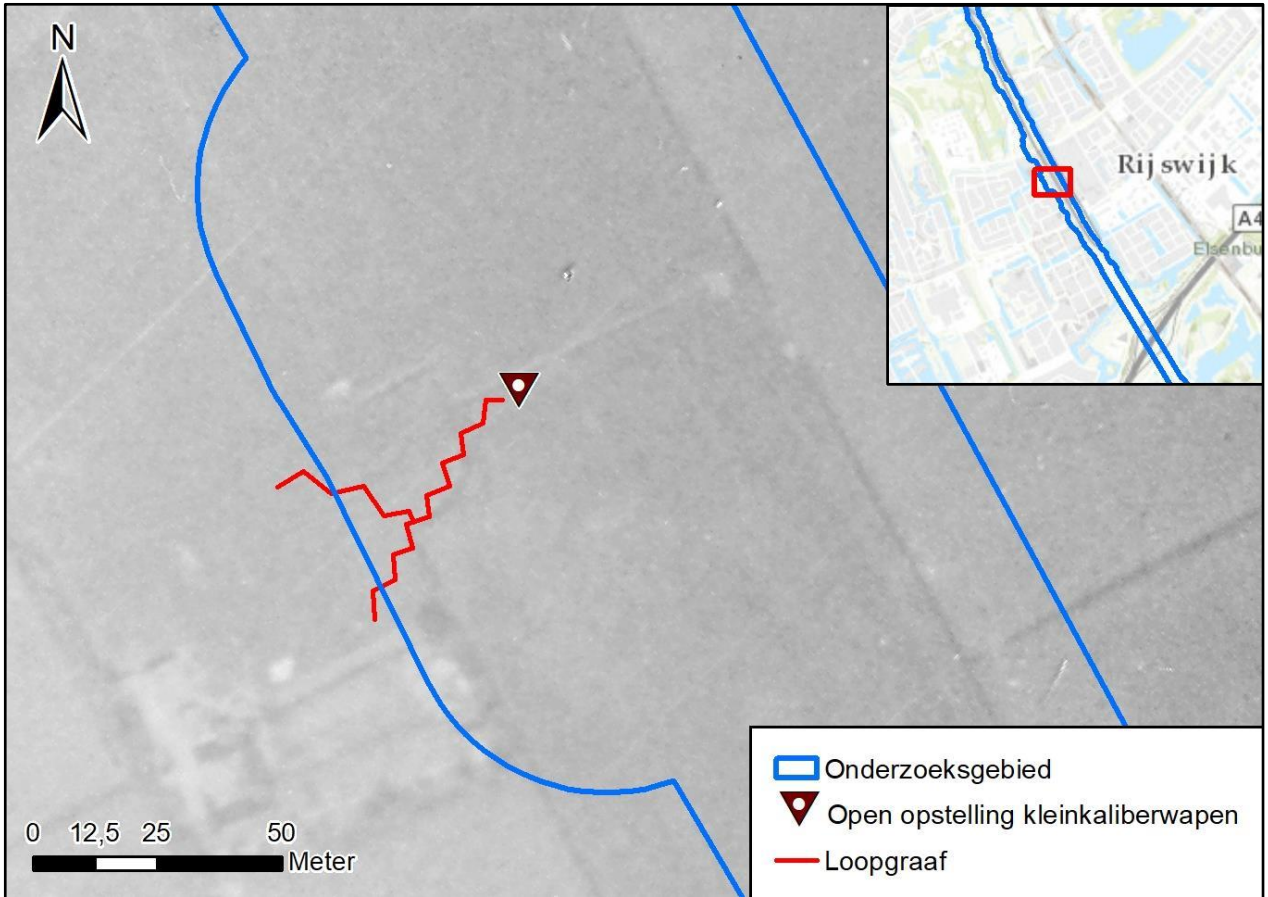 N
Rijswijk
A4
Elsenbu
Onderzoeksgebied
Open opstelling kleinkaliberwapen
Loopgraaf
0 12,5 25 50
Meter